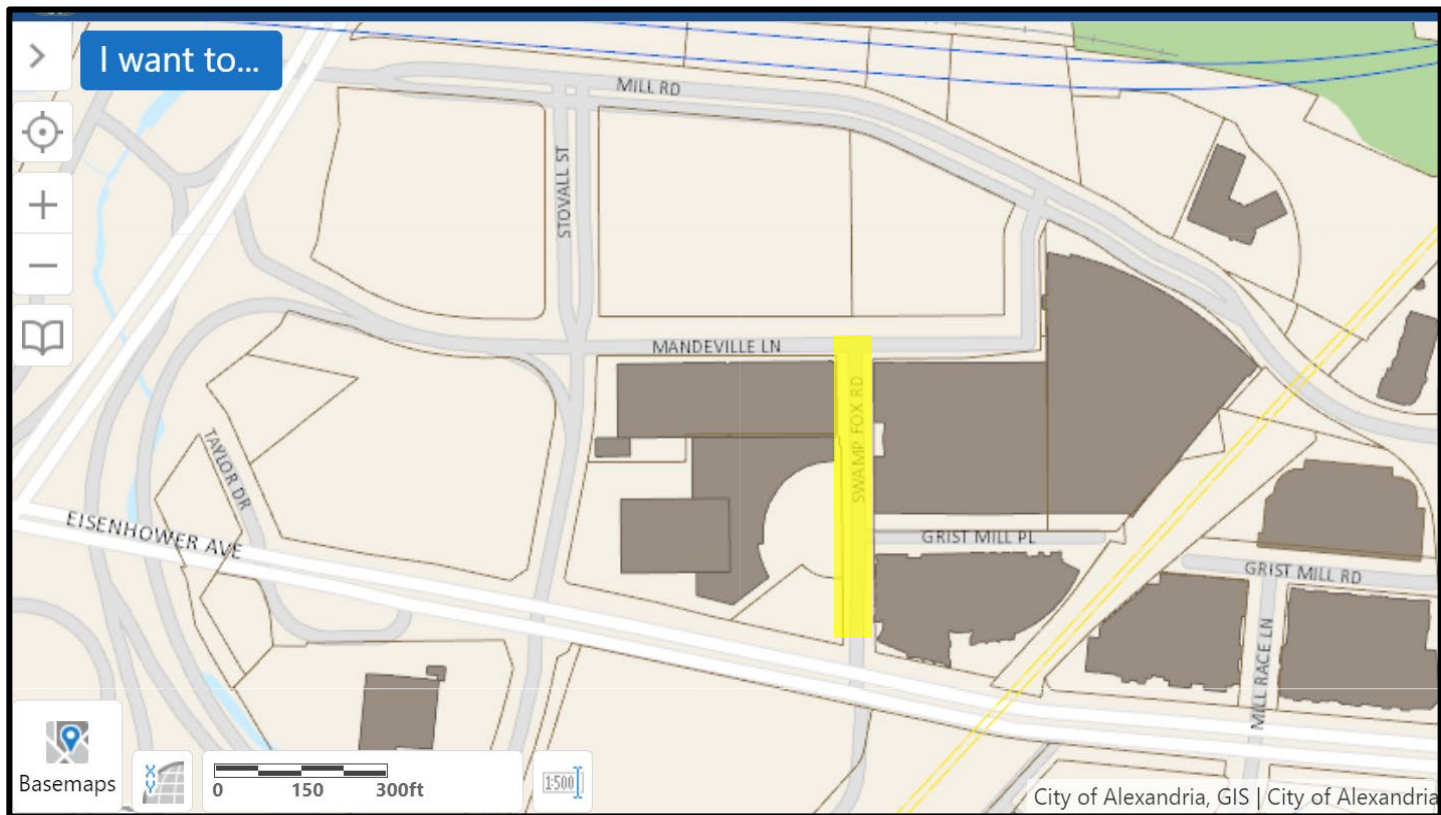 I want to...
MILL RD
STOVALL ST
MANDEVILLE LN
SWAMP FOX RD
TAYLOR DR
EISENHOWER AVE
GRIST MILL PL
GRIST MILL RD
MILL RACE LN
Basemaps
X
Y
0 150 300ft
1:500
City of Alexandria, GIS | City of Alexandria